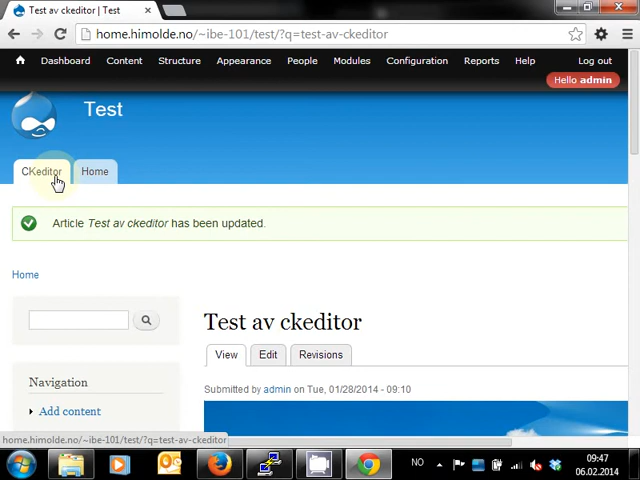 Test av ckeditor | Test
home.himolde.no/~ibe-101/test/?q=test-av-ckeditor
Dashboard Content Structure Appearance People Modules Configuration Reports Help Log out
Hello admin
Test
CKeditor Home
Article Test av ckeditor has been updated.
Home
Test av ckeditor
View Edit Revisions
Navigation
Submitted by admin on Tue, 01/28/2014 - 09:10
Add content
home.himolde.no/~ibe-101/test/?q=test-av-ckeditor
NO
09:47
06.02.2014